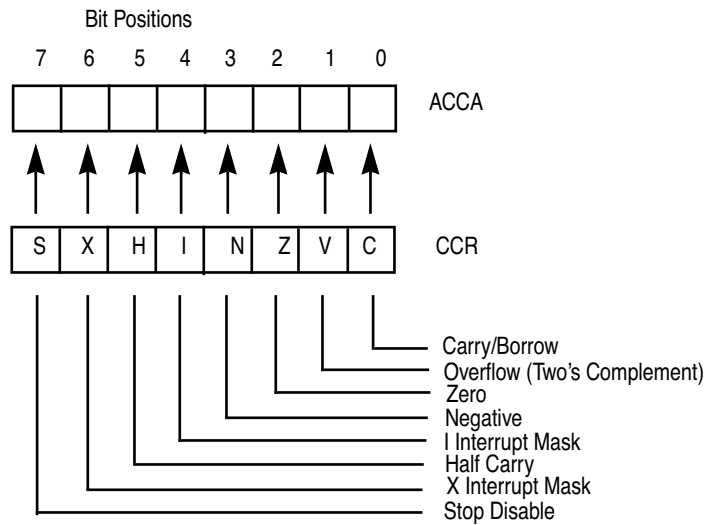 Bit Positions
7 6 5 4 3 2 1 0
ACCA
S X H I N Z V C CCR
Carry/Borrow
Overflow (Two's Complement)
Zero
Negative
I Interrupt Mask
Half Carry
X Interrupt Mask
Stop Disable